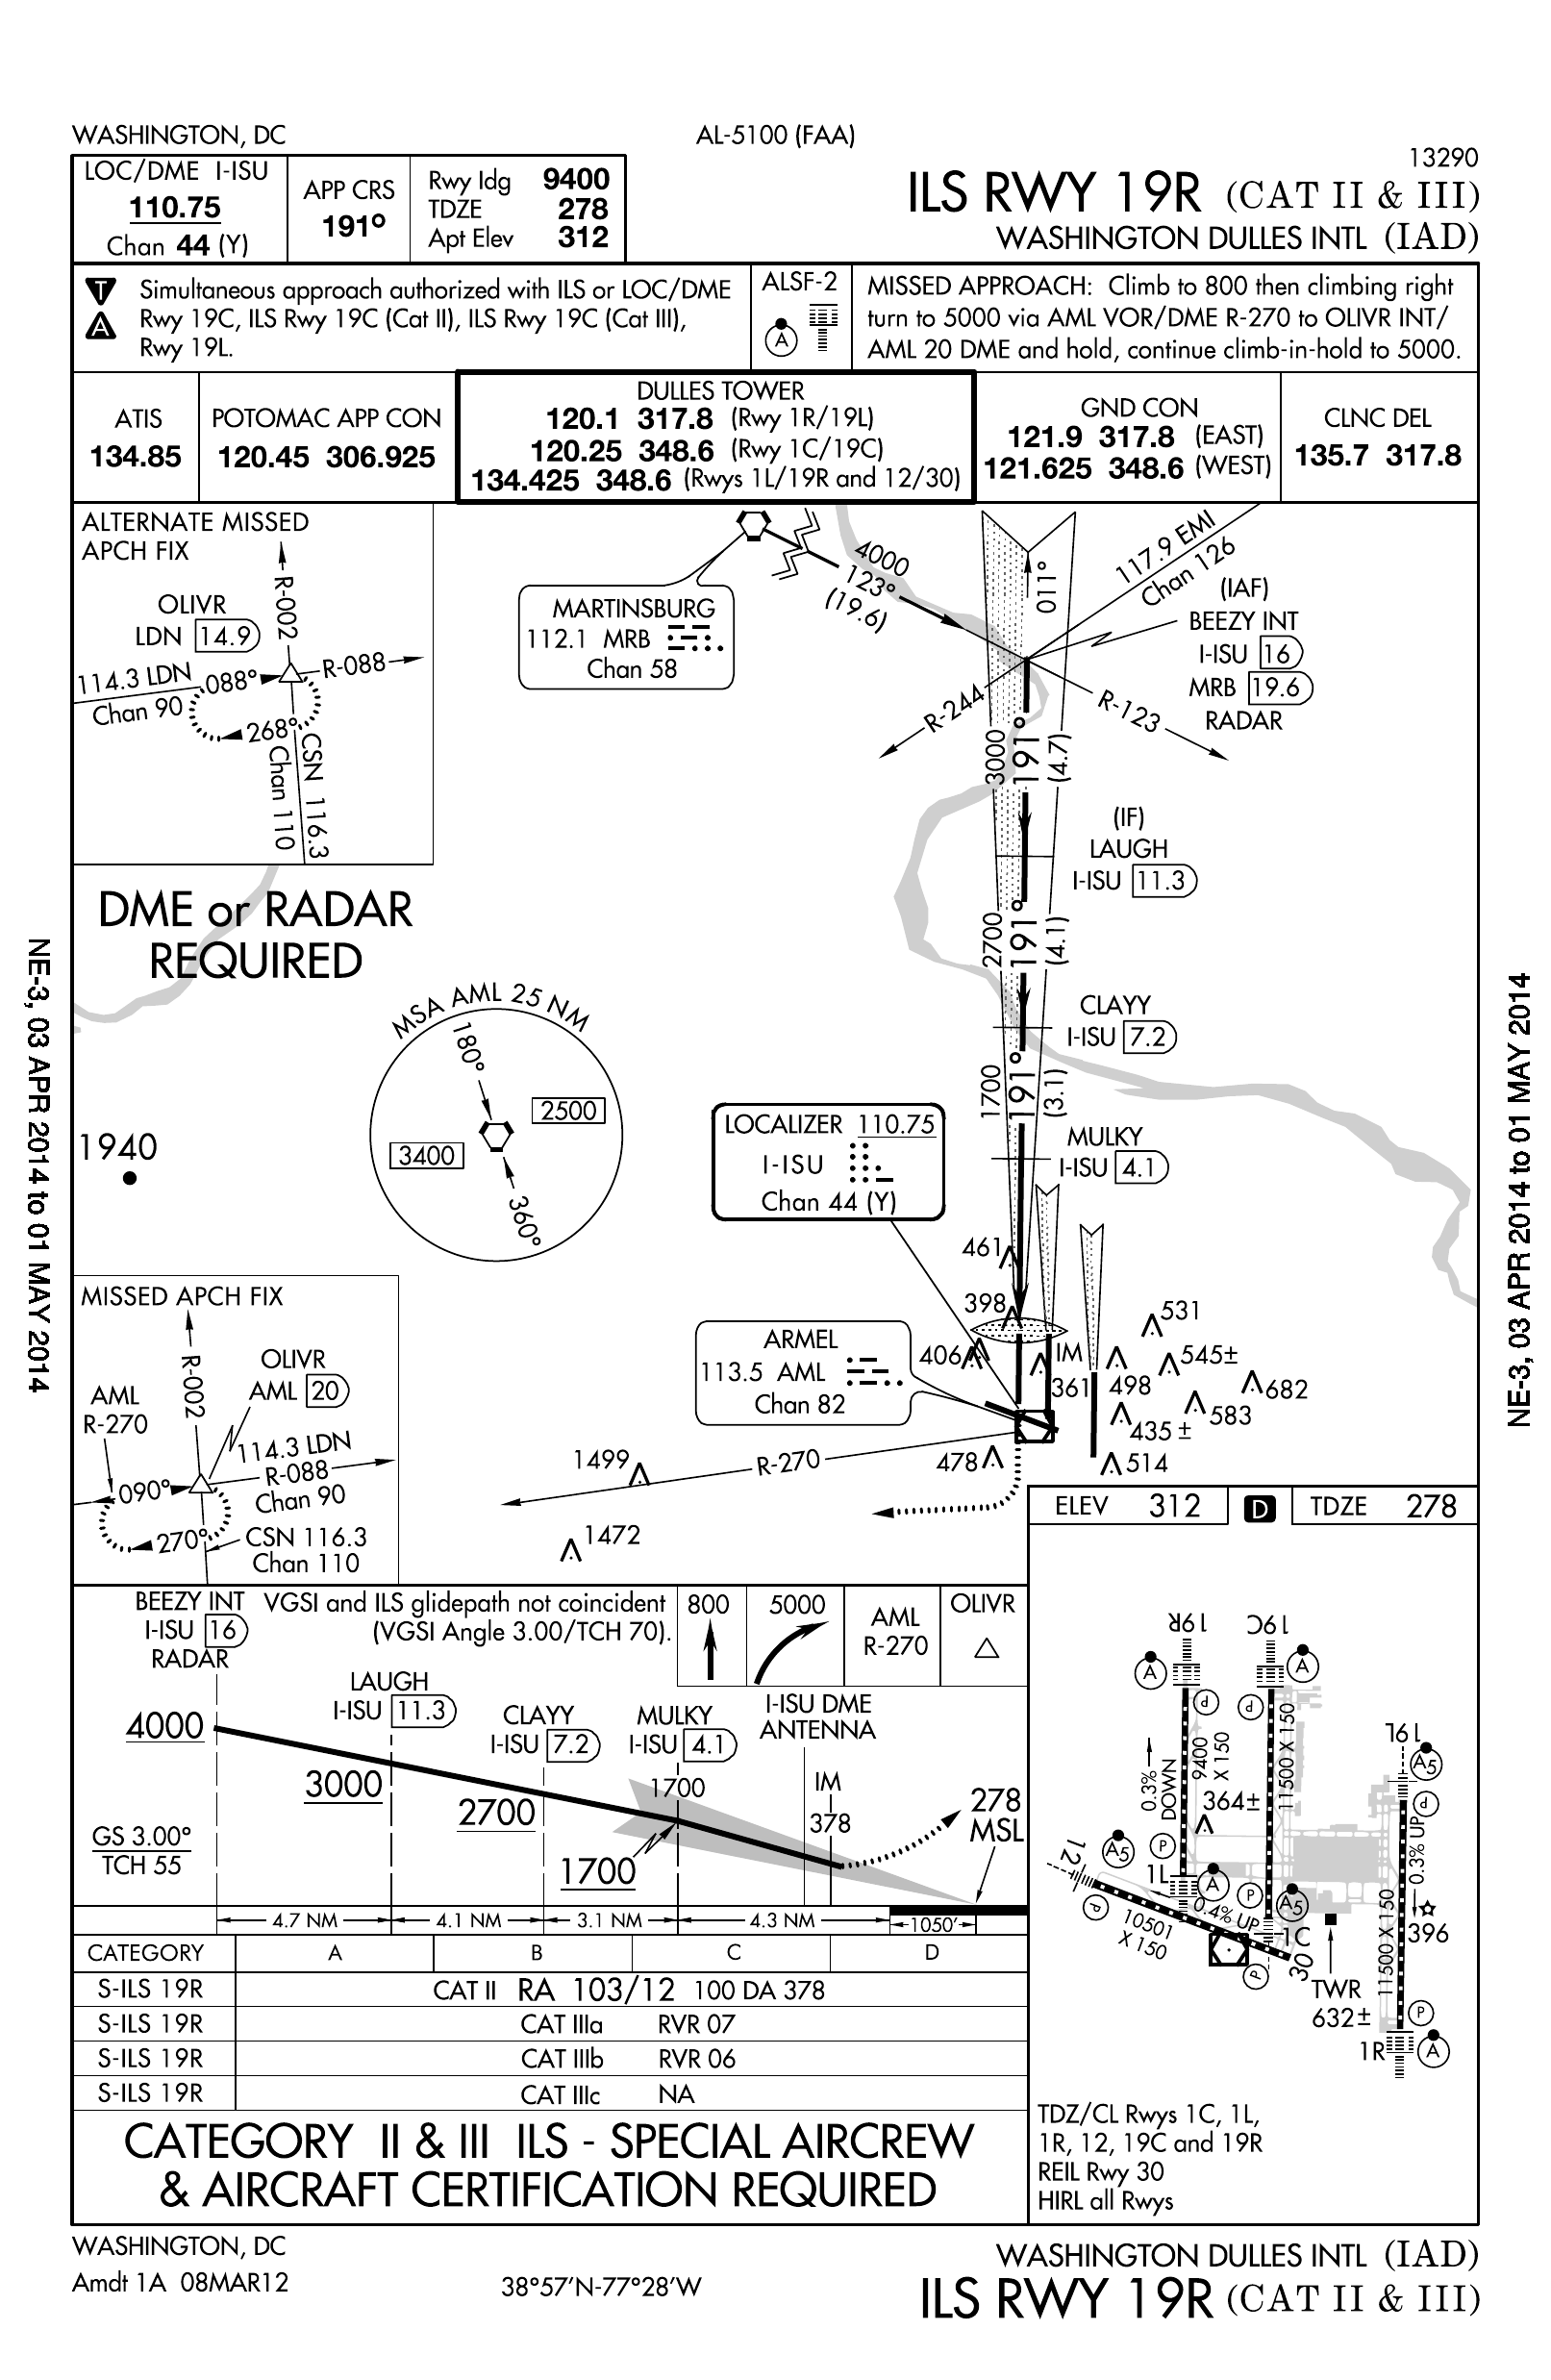 WASHINGTON, DC
AL-5100 (FAA)
13290
LOC/DME I-ISU
110.75
Chan 44 (Y)
APP CRS
191°
Rwy ldg 9400
TDZE 278
Apt Elev 312
ILS RWY 19R (CAT II & III)
WASHINGTON DULLES INTL (IAD)
T
A
Simultaneous approach authorized with ILS or LOC/DME
Rwy 19C, ILS Rwy 19C (Cat II), ILS Rwy 19C (Cat III),
Rwy 19L.
ALSF-2
A
MISSED APPROACH: Climb to 800 then climbing right
turn to 5000 via AML VOR/DME R-270 to OLIVR INT/
AML 20 DME and hold, continue climb-in-hold to 5000.
ATIS
134.85
POTOMAC APP CON
120.45 306.925
DULLES TOWER
120.1 317.8 (Rwy 1R/19L)
120.25 348.6 (Rwy 1C/19C)
134.425 348.6 (Rwys 1L/19R and 12/30)
GND CON
121.9 317.8 (EAST)
121.625 348.6 (WEST)
CLNC DEL
135.7 317.8
ALTERNATE MISSED
APCH FIX
R-002
OLIVR
LDN 14.9
114.3 LDN
Chan 90
088°
R-088
268°
CSN 116.3
Chan 110
MARTINSBURG
112.1 MRB
Chan 58
4000
123°
(19.6)
011°
117.9 EMI
Chan 126
(IAF)
BEEZY INT
I-ISU 16
MRB 19.6
RADAR
R-244
R-123
3000
191°
(4.7)
(IF)
LAUGH
I-ISU 11.3
2700
191°
(4.1)
CLAYY
I-ISU 7.2
1700
191°
(3.1)
MULKY
I-ISU 4.1
DME or RADAR
REQUIRED
MSA AML 25 NM
180°
2500
3400
360°
1940
LOCALIZER 110.75
I-ISU
Chan 44 (Y)
461
398
406
IM
361
531
545±
498
682
583
435±
514
478
ARMEL
113.5 AML
Chan 82
R-270
1499
1472
MISSED APCH FIX
R-002
OLIVR
AML 20
AML
R-270
114.3 LDN
R-088
Chan 90
090°
270°
CSN 116.3
Chan 110
NE-3, 03 APR 2014 to 01 MAY 2014
NE-3, 03 APR 2014 to 01 MAY 2014
ELEV 312
D
TDZE 278
BEEZY INT
I-ISU 16
RADAR
VGSI and ILS glidepath not coincident
(VGSI Angle 3.00/TCH 70).
800
5000
AML
R-270
OLIVR
4000
LAUGH
I-ISU 11.3
3000
CLAYY
I-ISU 7.2
2700
MULKY
I-ISU 4.1
1700
1700
I-ISU DME
ANTENNA
IM
378
278
MSL
GS 3.00°
TCH 55
4.7 NM
4.1 NM
3.1 NM
4.3 NM
1050'
CATEGORY A B C D
S-ILS 19R CAT II RA 103/12 100 DA 378
S-ILS 19R CAT IIIa RVR 07
S-ILS 19R CAT IIIb RVR 06
S-ILS 19R CAT IIIc NA
CATEGORY II & III ILS - SPECIAL AIRCREW
& AIRCRAFT CERTIFICATION REQUIRED
19R
19C
A
A
P
P
0.3%
DOWN
9400
X 150
11500 X 150
19L
A5
P
364±
0.3% UP
12
A5
P
1L
A
P
A5
P
0.4% UP
10501
X 150
1C
P
30
TWR
632±
396
11500 X 150
P
1R
A
TDZ/CL Rwys 1C, 1L,
1R, 12, 19C and 19R
REIL Rwy 30
HIRL all Rwys
WASHINGTON, DC
Amdt 1A 08MAR12
38°57'N-77°28'W
WASHINGTON DULLES INTL (IAD)
ILS RWY 19R (CAT II & III)